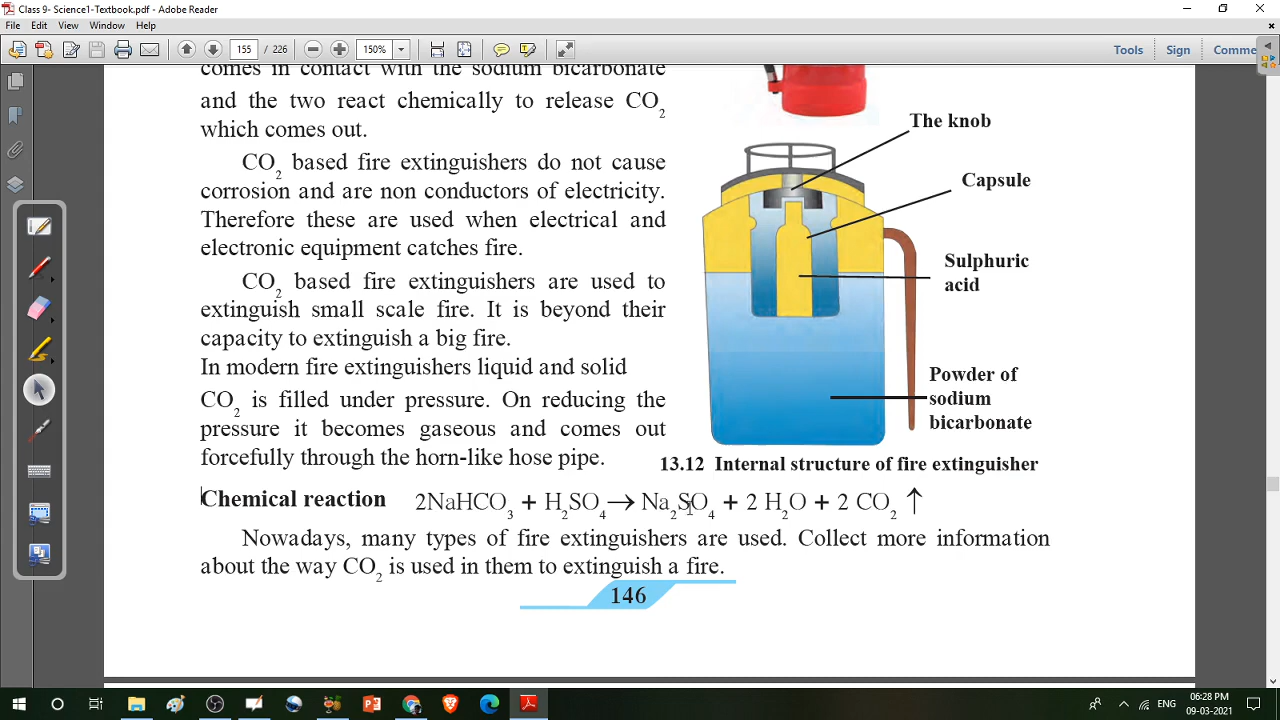 Class 9- Science1-Textbook.pdf - Adobe Reader
File Edit View Window Help
155 / 226 150% Tools Sign Comme
comes in contact with the sodium bicarbonate
and the two react chemically to release CO2
which comes out.
CO2 based fire extinguishers do not cause
corrosion and are non conductors of electricity.
Therefore these are used when electrical and
electronic equipment catches fire.
CO2 based fire extinguishers are used to
extinguish small scale fire. It is beyond their
capacity to extinguish a big fire.
In modern fire extinguishers liquid and solid
CO2 is filled under pressure. On reducing the
pressure it becomes gaseous and comes out
forcefully through the horn-like hose pipe.
The knob
Capsule
Sulphuric
acid
Powder of
sodium
bicarbonate
13.12 Internal structure of fire extinguisher
Chemical reaction 2NaHCO3 + H2SO4 → Na2SO4 + 2 H2O + 2 CO2 ↑
Nowadays, many types of fire extinguishers are used. Collect more information
about the way CO2 is used in them to extinguish a fire.
146
ENG
06:28 PM
09-03-2021